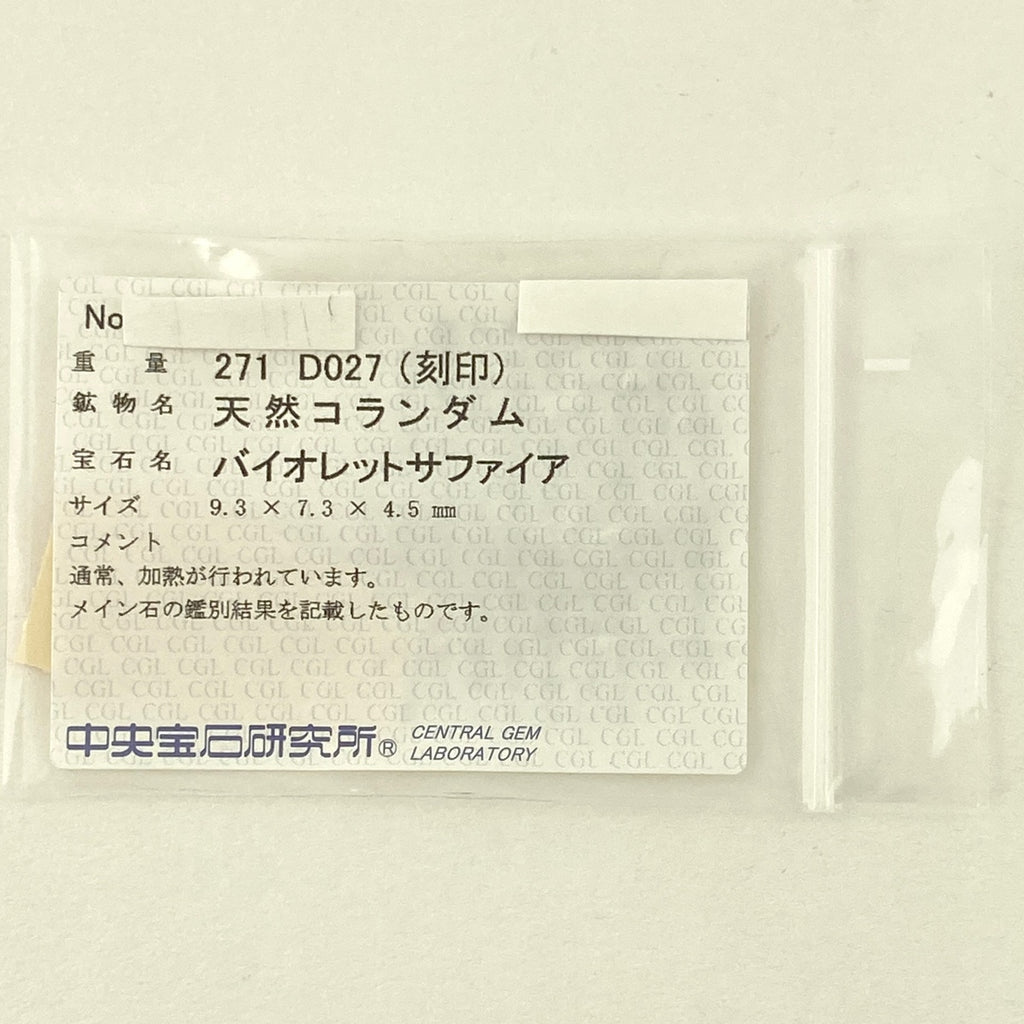 No
重量 271 D027 (刻印)
鉱物名 天然コランダム
宝石名 バイオレットサファイア
サイズ 9.3 × 7.3 × 4.5 ㎜
コメント
通常、加熱が行われています。
メイン石の鑑別結果を記載したものです。
中央宝石研究所® CENTRAL GEM
LABORATORY